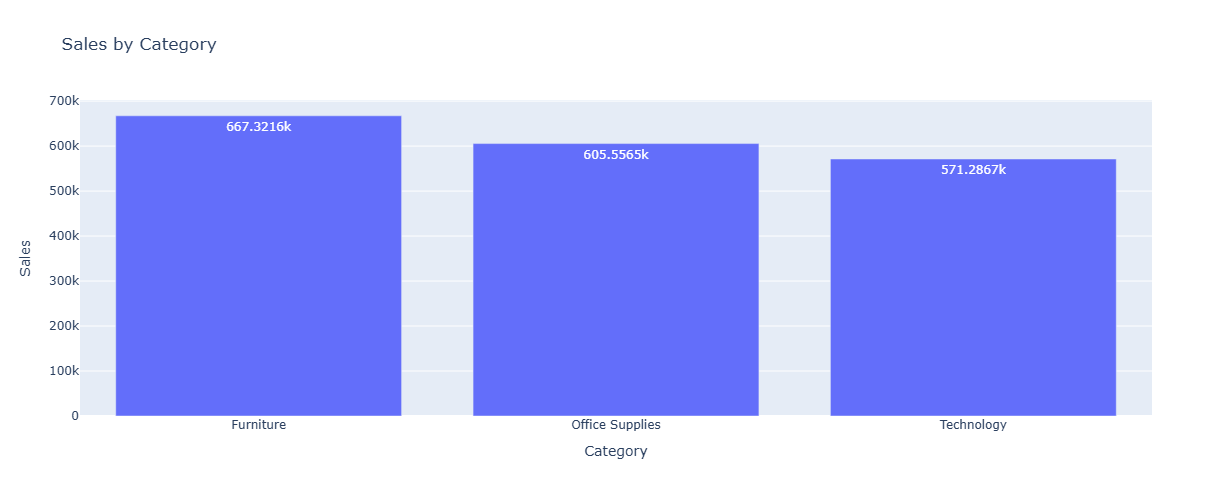 Sales by Category
700k
600k
500k
400k
300k
200k
100k
0
Sales
667.3216k
605.5565k
571.2867k
Furniture
Office Supplies
Technology
Category